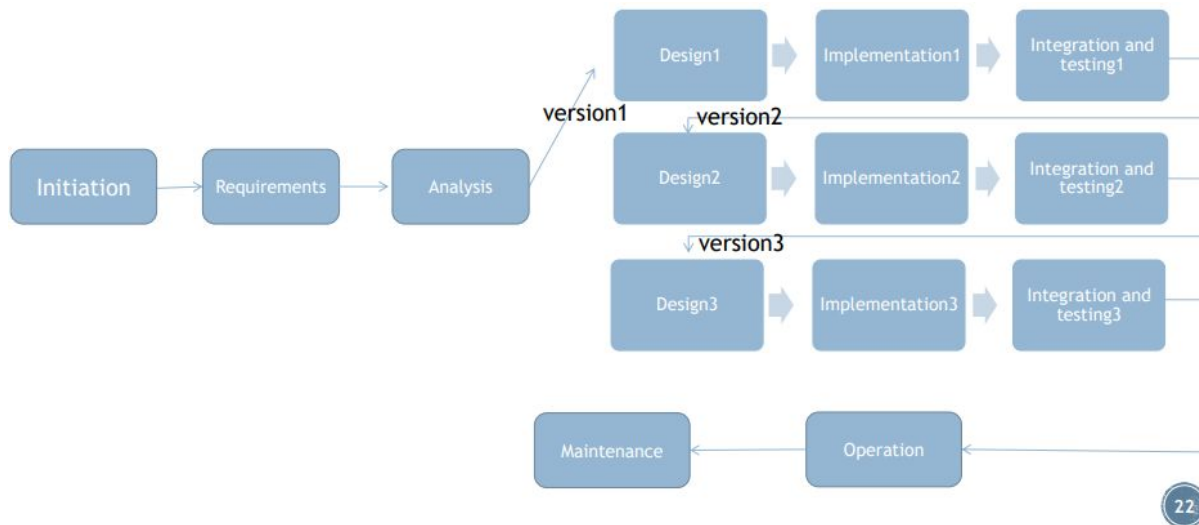 Design1
Implementation1
Integration and
testing1
version1
version2
Initiation
Requirements
Analysis
Design2
Implementation2
Integration and
testing2
version3
Design3
Implementation3
Integration and
testing3
Maintenance
Operation
22